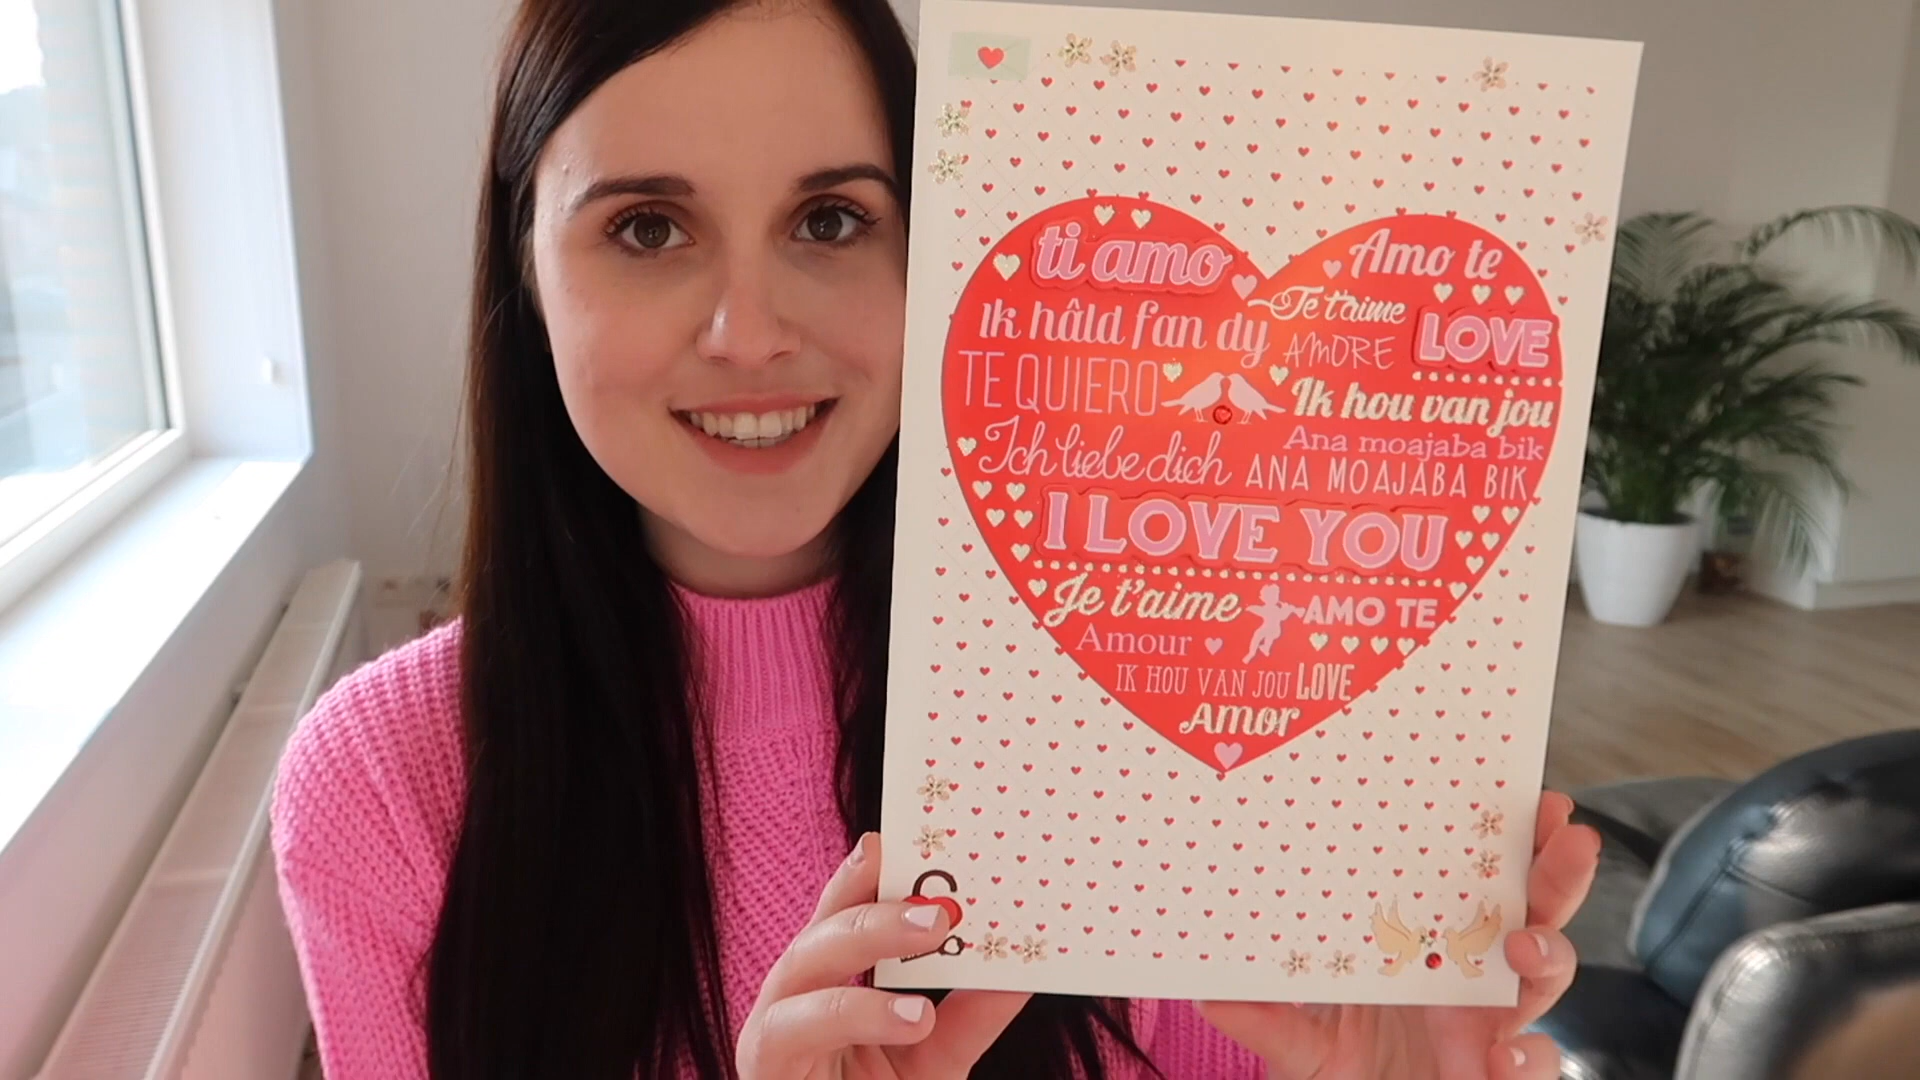 ti amo
Amo te
Ik hâld fan dy
Je t'aime
AMORE
LOVE
TE QUIERO
Ik hou van jou
Ich liebe dich
Ana moajaba bik
ANA MOAJABA BIK
I LOVE YOU
Je t'aime
AMO TE
Amour
IK HOU VAN JOU LOVE
Amor